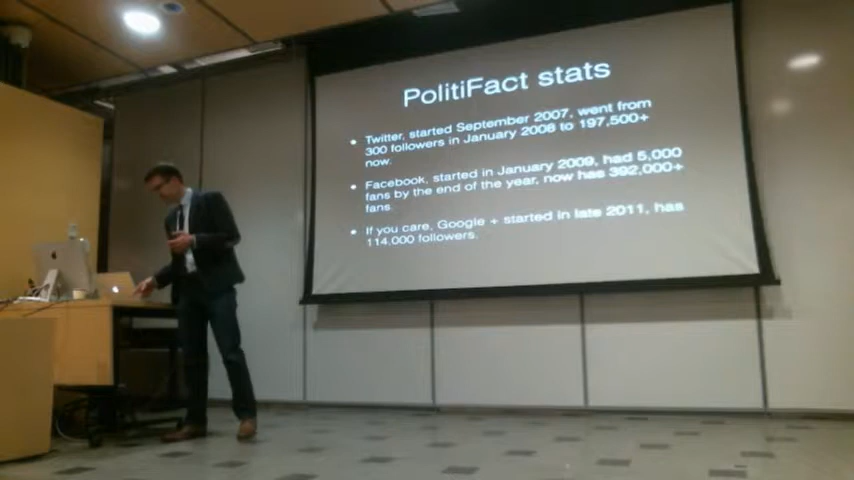 PolitiFact stats
• Twitter, started September 2007, went from
300 followers in January 2008 to 197,500+
now.
• Facebook, started in January 2009, had 5,000
fans by the end of the year, now has 392,000+
fans.
• If you care, Google + started in late 2011, has
114,000 followers.